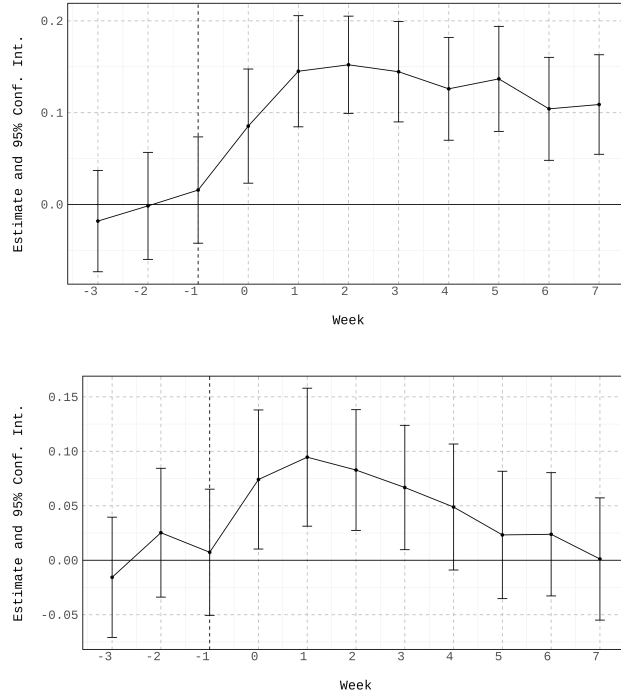 Estimate and 95% Conf. Int.
0.2
0.1
0.0
-3 -2 -1 0 1 2 3 4 5 6 7
Week
Estimate and 95% Conf. Int.
0.15
0.10
0.05
0.00
-0.05
-3 -2 -1 0 1 2 3 4 5 6 7
Week